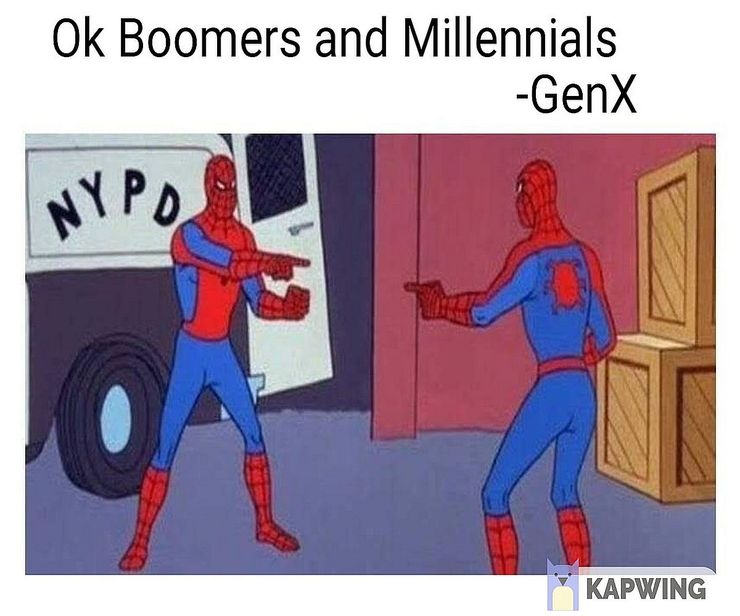 Ok Boomers and Millennials
-GenX
NYPD
KAPWING